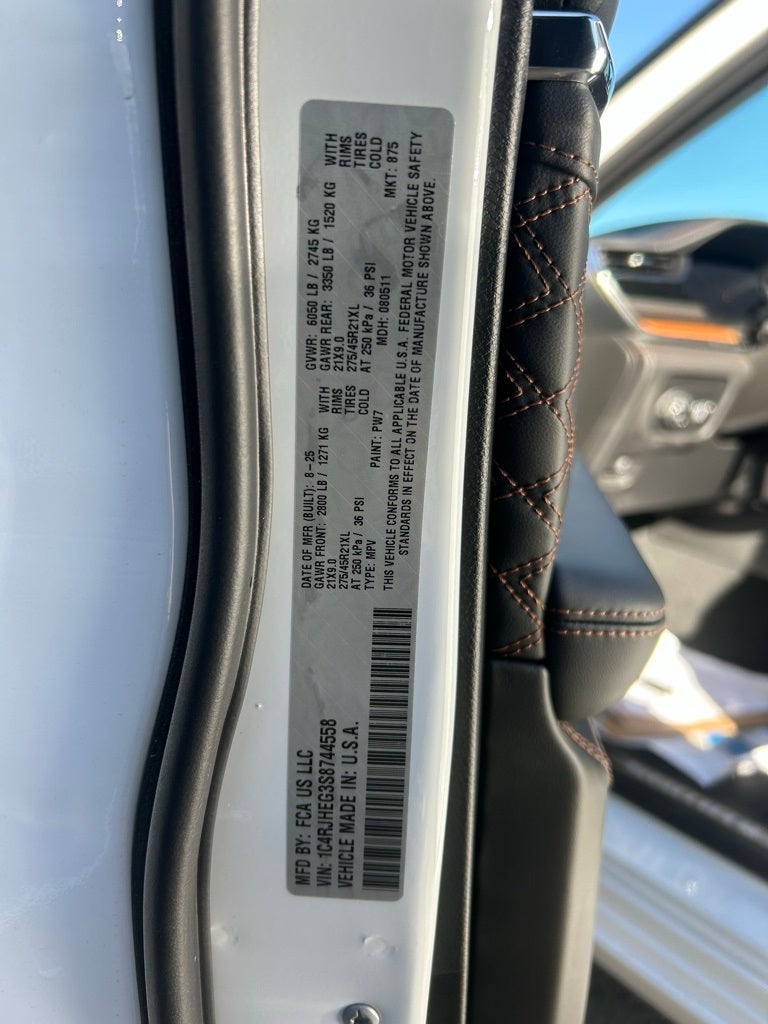 MFD BY: FCA US LLC
VIN: 1C4RJHEG3S8744558
VEHICLE MADE IN: U.S.A.
DATE OF MFR (BUILT): 8-25
GAWR FRONT: 2800 LB / 1271 KG WITH
21X9.0 RIMS
275/45R21XL TIRES
AT 250 kPa / 36 PSI COLD
TYPE: MPV PAINT: PW7
GVWR: 6050 LB / 2745 KG
GAWR REAR: 3350 LB / 1520 KG WITH
21X9.0 RIMS
275/45R21XL TIRES
AT 250 kPa / 36 PSI COLD
MDH: 080511 MKT: 875
THIS VEHICLE CONFORMS TO ALL APPLICABLE U.S.A. FEDERAL MOTOR VEHICLE SAFETY
STANDARDS IN EFFECT ON THE DATE OF MANUFACTURE SHOWN ABOVE.